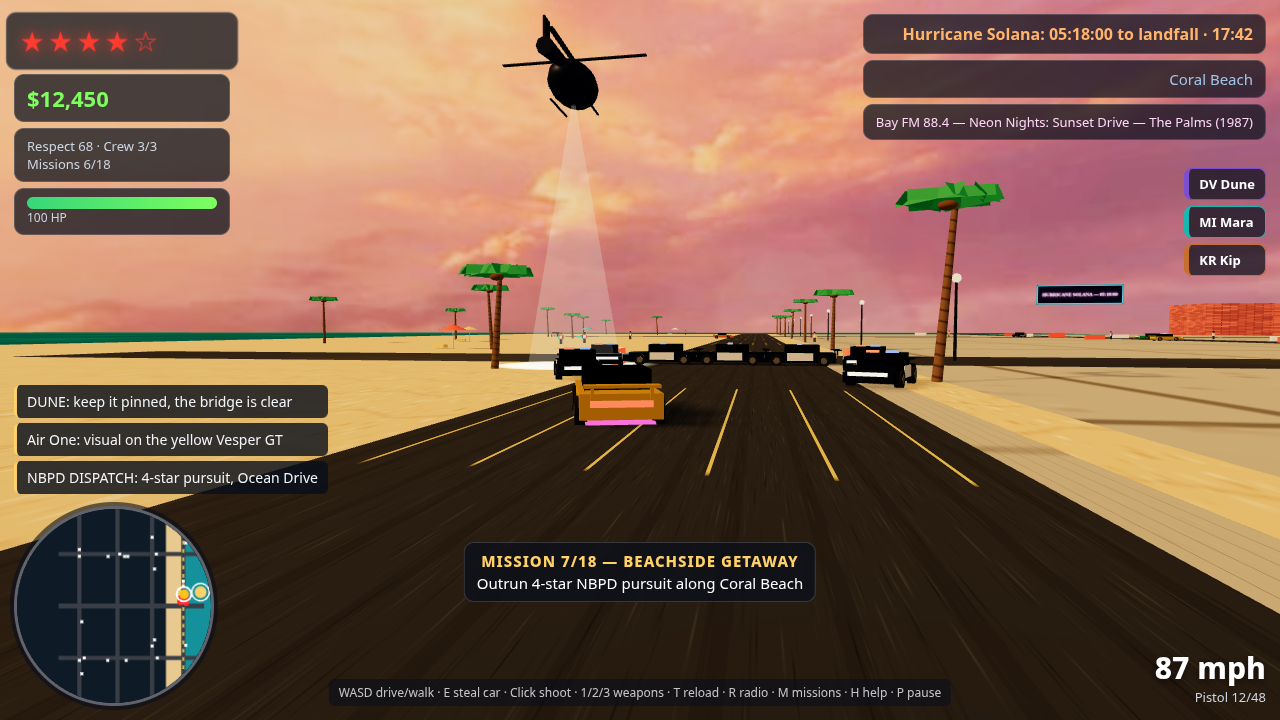 ★★★★☆
$12,450
Respect 68 · Crew 3/3
Missions 6/18
100 HP
Hurricane Solana: 05:18:00 to landfall · 17:42
Coral Beach
Bay FM 88.4 — Neon Nights: Sunset Drive — The Palms (1987)
DV Dune
MI Mara
KR Kip
DUNE: keep it pinned, the bridge is clear
Air One: visual on the yellow Vesper GT
NBPD DISPATCH: 4-star pursuit, Ocean Drive
MISSION 7/18 — BEACHSIDE GETAWAY
Outrun 4-star NBPD pursuit along Coral Beach
WASD drive/walk · E steal car · Click shoot · 1/2/3 weapons · T reload · R radio · M missions · H help · P pause
87 mph
Pistol 12/48